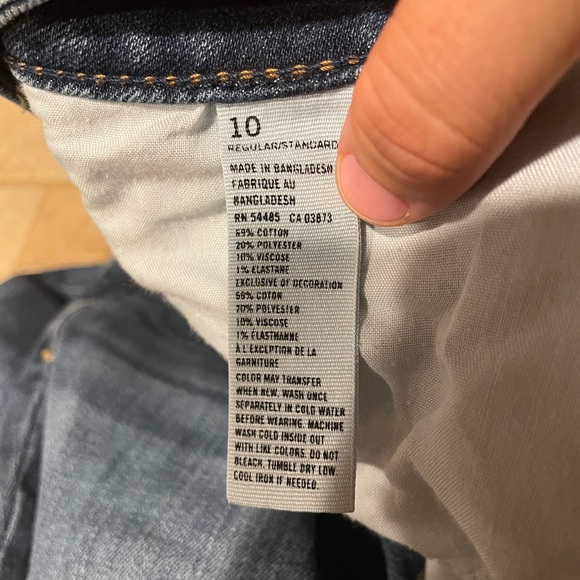 10
REGULAR/STANDARD
MADE IN BANGLADESH
FABRIQUE AU
BANGLADESH
RN 54485 CA 03873
69% COTTON
20% POLYESTER
10% VISCOSE
1% ELASTANE
EXCLUSIVE OF DECORATION
69% COTON
20% POLYESTER
10% VISCOSE
1% ÉLASTHANNE
À L'EXCEPTION DE LA
GARNITURE
COLOR MAY TRANSFER
WHEN NEW. WASH ONCE
SEPARATELY IN COLD WATER
BEFORE WEARING. MACHINE
WASH COLD INSIDE OUT
WITH LIKE COLORS. DO NOT
BLEACH. TUMBLE DRY LOW.
COOL IRON IF NEEDED.